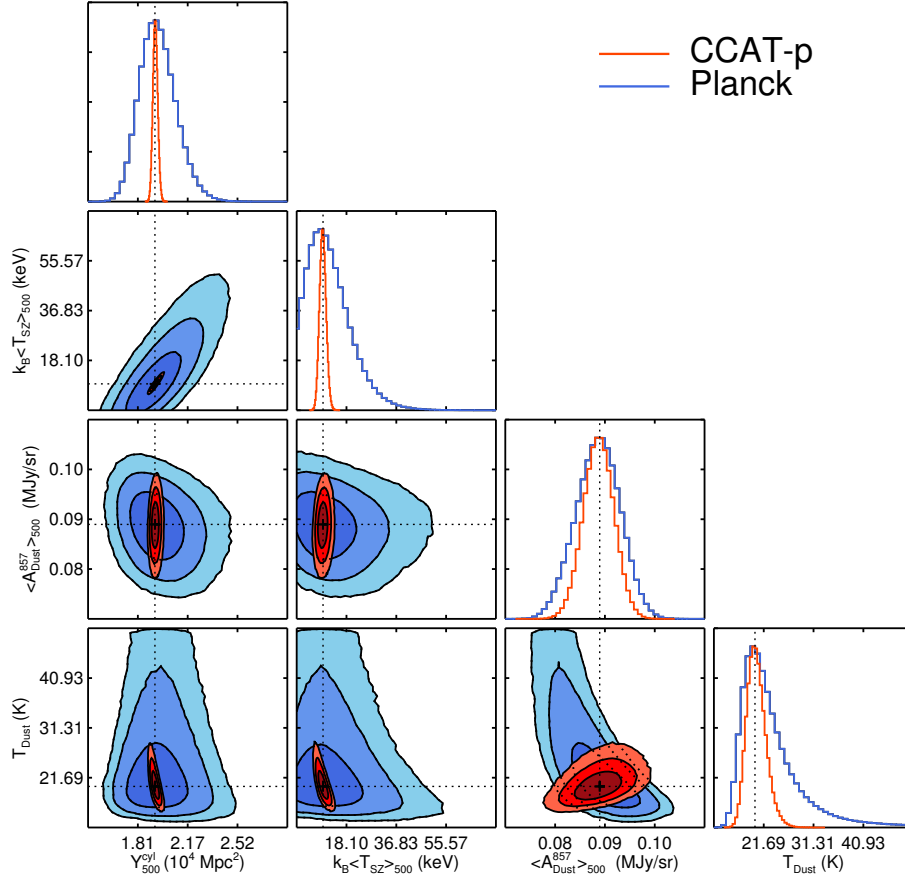 CCAT-p
Planck
k_B<T_SZ>_500 (keV)
55.57
36.83
18.10
<A^857_Dust>_500 (MJy/sr)
0.10
0.09
0.08
T_Dust (K)
40.93
31.31
21.69
1.81 2.17 2.52
18.10 36.83 55.57
0.08 0.09 0.10
21.69 31.31 40.93
Y^cyl_500 (10^4 Mpc^2)
k_B<T_SZ>_500 (keV)
<A^857_Dust>_500 (MJy/sr)
T_Dust (K)